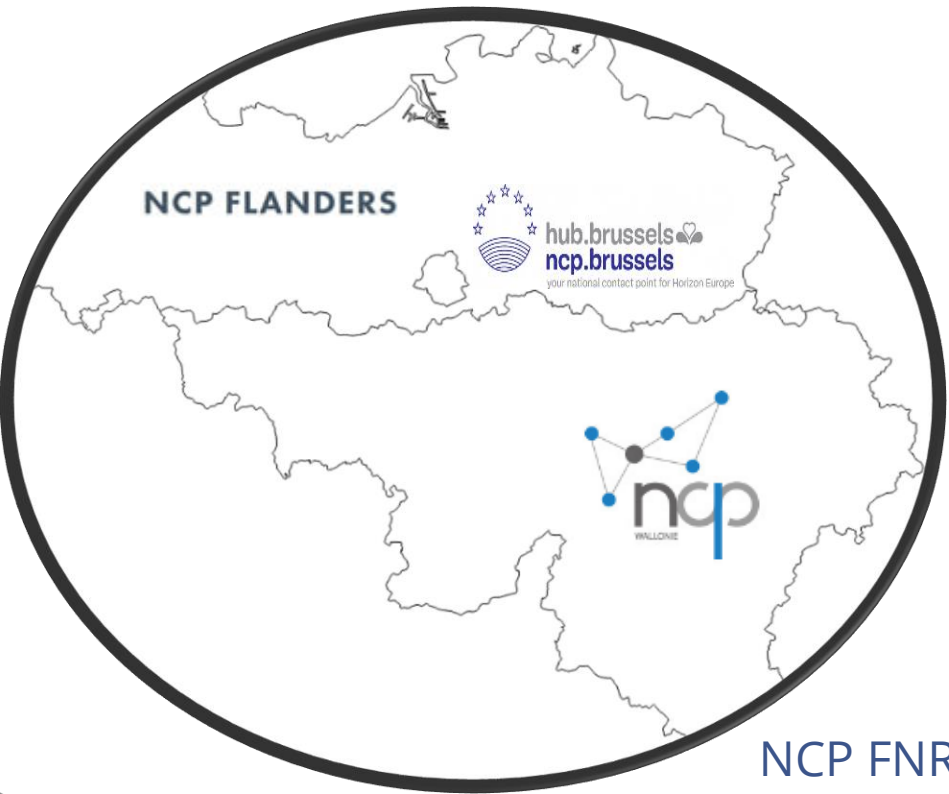 NCP FLANDERS
hub.brussels
ncp.brussels
your national contact point for Horizon Europe
ncp
WALLONIE
NCP FNR